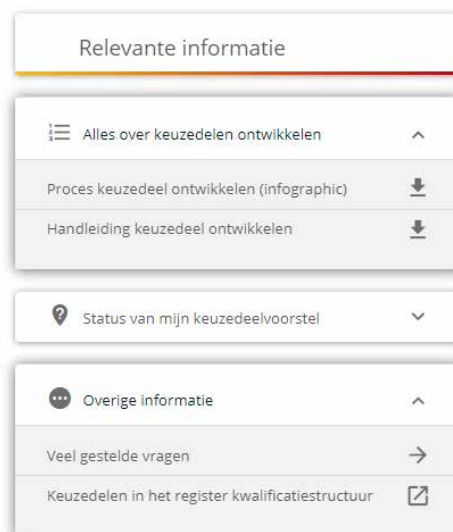 Relevante informatie
Alles over keuzedelen ontwikkelen
Proces keuzedeel ontwikkelen (infographic)
Handleiding keuzedeel ontwikkelen
Status van mijn keuzedeelvoorstel
Overige informatie
Veel gestelde vragen
Keuzedelen in het register kwalificatiestructuur